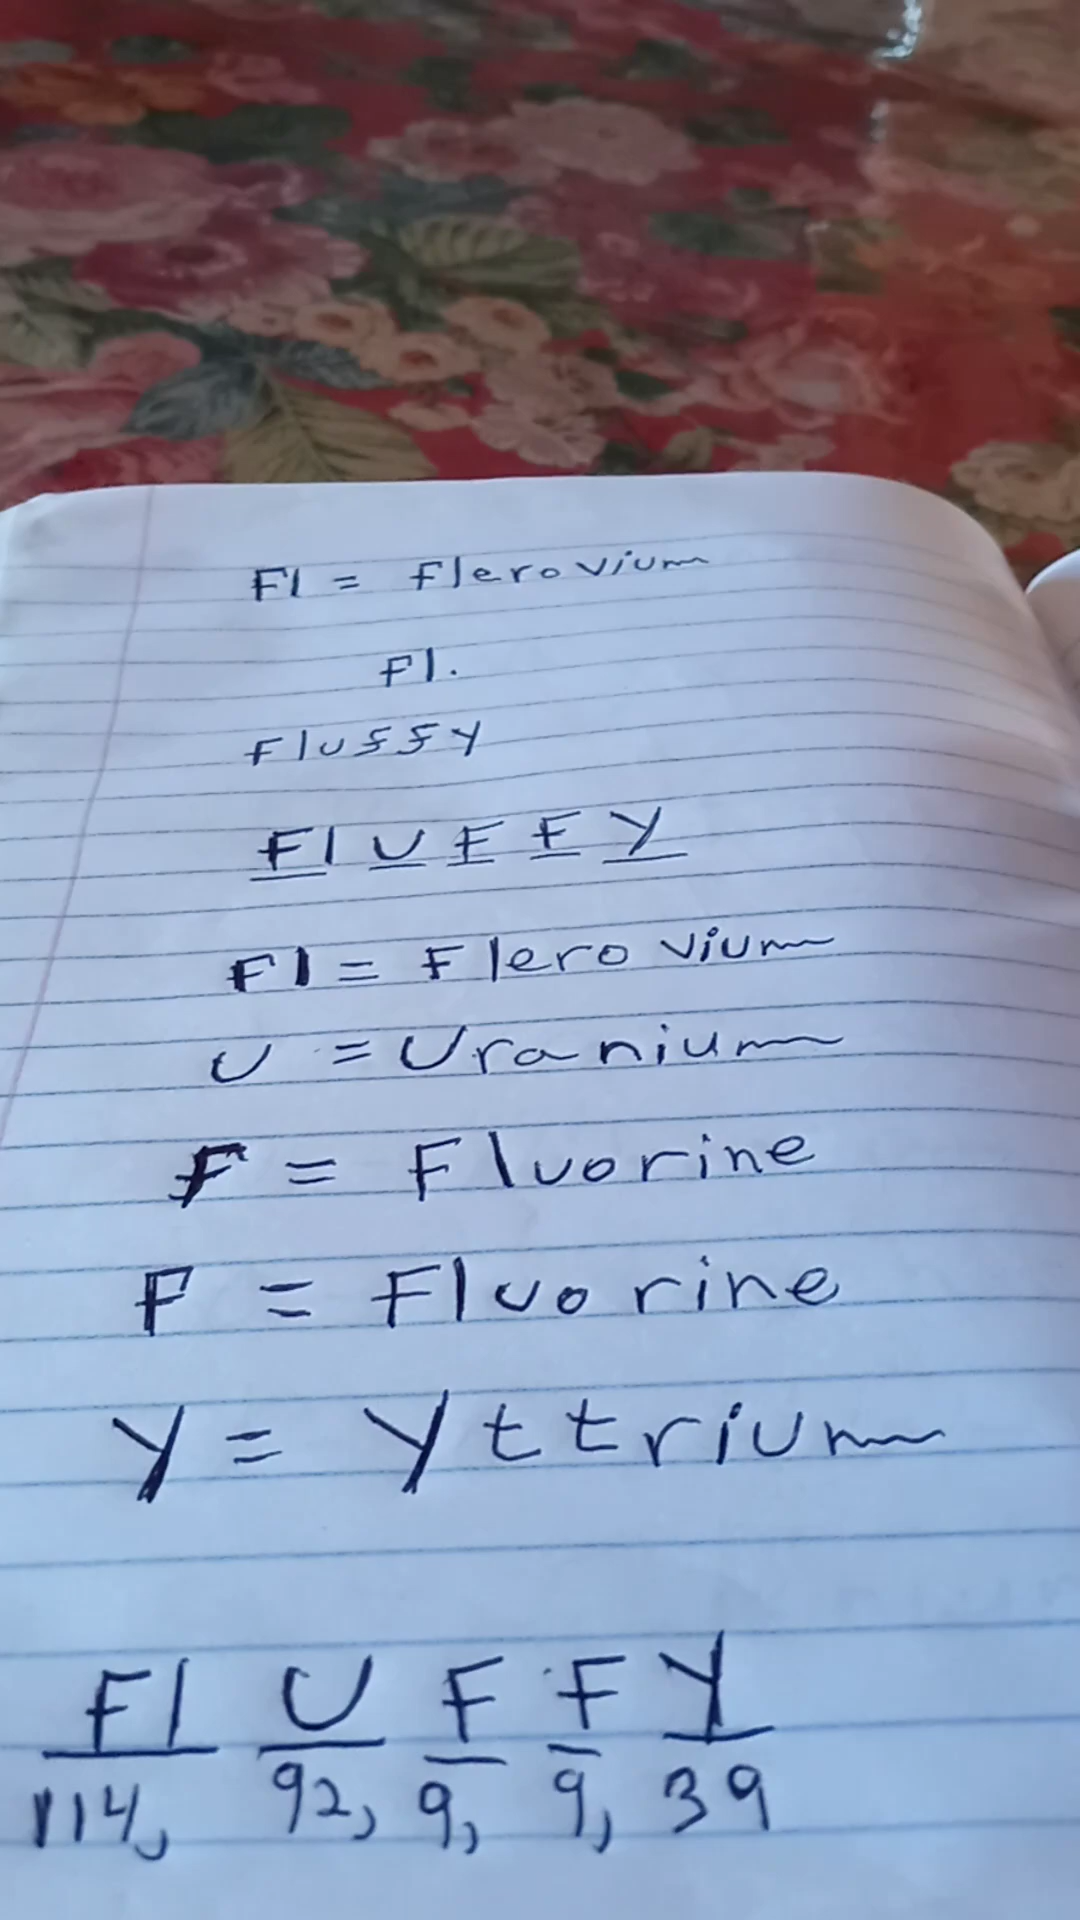 Fl = Flerovium
Fl.
Fluffy
Fl U F F Y
Fl = Flerovium
U = Uranium
F = Fluorine
F = Fluorine
Y = Yttrium
Fl U F F Y
114, 92, 9, 9, 39